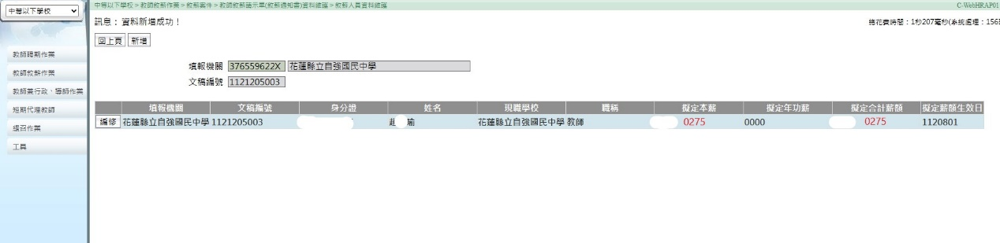 中等以下學校
中等以下學校 > 教師敘薪作業 > 敘薪案件 > 教師敘薪請示單(敘薪通知書)資料維護 > 敘薪人員資料維護
C-WebHRAP01
訊息： 資料新增成功！
總花費時間：1秒207毫秒(系統處理：156
回上頁 新增
教師聘期作業
教師敘薪作業
教師兼行政、導師作業
短期代理教師
緩召作業
工具
填報機關 376559622X 花蓮縣立自強國民中學
文稿編號 1121205003
填報機關 文稿編號 身分證 姓名 現職學校 職稱 擬定本薪 擬定年功薪 擬定合計薪額 擬定薪額生效日
編修 花蓮縣立自強國民中學 1121205003 瑜 花蓮縣立自強國民中學 教師 0275 0000 0275 1120801